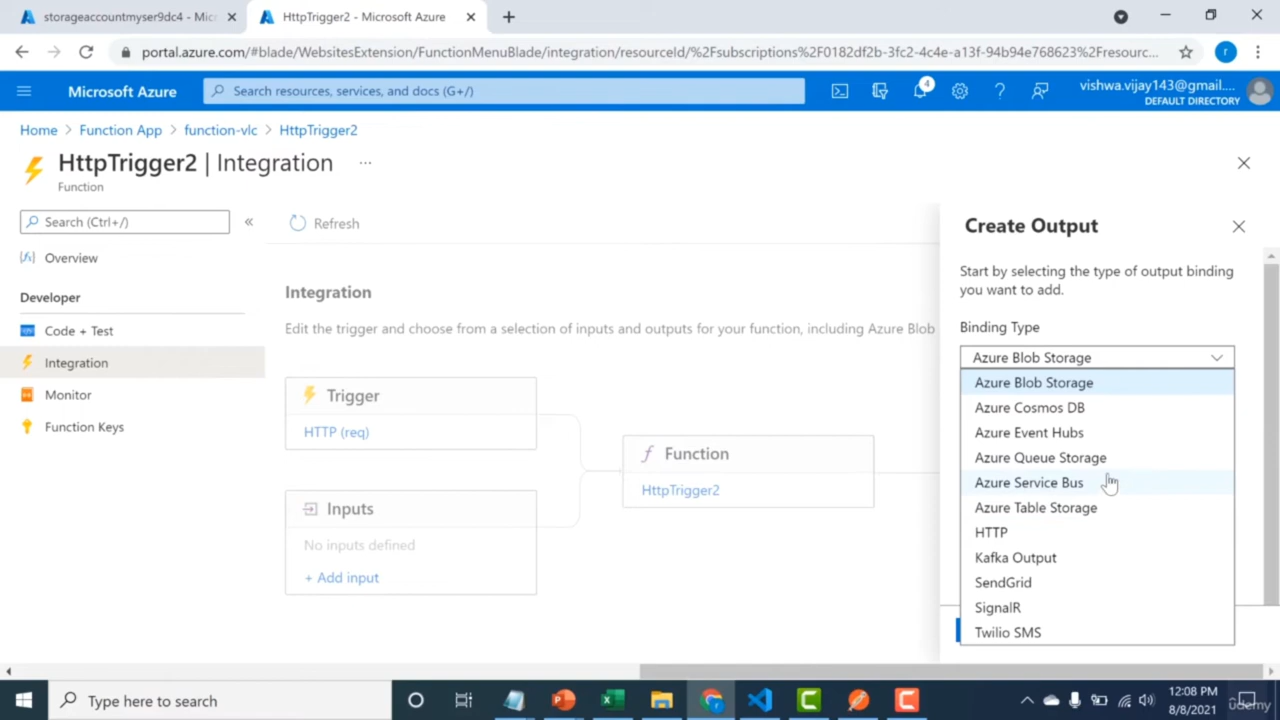 storageaccountmyser9dc4 - Mic
HttpTrigger2 - Microsoft Azure
portal.azure.com/#blade/WebsitesExtension/FunctionMenuBlade/integration/resourceId/%2Fsubscriptions%2F0182df2b-3fc2-4c4e-a13f-94b94e768623%2Fresourc...
r
Microsoft Azure
Search resources, services, and docs (G+/)
4
vishwa.vijay143@gmail....
DEFAULT DIRECTORY
Home > Function App > function-vlc > HttpTrigger2
HttpTrigger2 | Integration ...
Function
Search (Ctrl+/)
«
Overview
Developer
Code + Test
Integration
Monitor
Function Keys
Refresh
Integration
Edit the trigger and choose from a selection of inputs and outputs for your function, including Azure Blob
Trigger
HTTP (req)
Inputs
No inputs defined
+ Add input
Function
HttpTrigger2
Create Output
Start by selecting the type of output binding
you want to add.
Binding Type
Azure Blob Storage
Azure Blob Storage
Azure Cosmos DB
Azure Event Hubs
Azure Queue Storage
Azure Service Bus
Azure Table Storage
HTTP
Kafka Output
SendGrid
SignalR
Twilio SMS
Type here to search
12:08 PM
8/8/2021
udemy